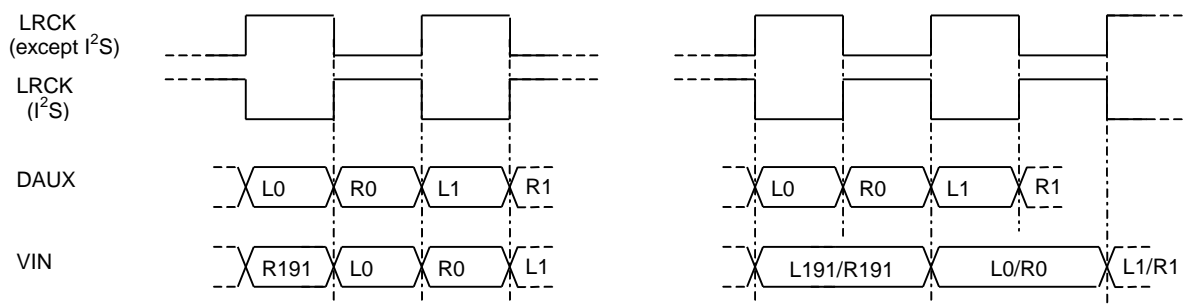 LRCK
(except I²S)
LRCK
(I²S)
DAUX L0 R0 L1 R1 L0 R0 L1 R1
VIN R191 L0 R0 L1 L191/R191 L0/R0 L1/R1